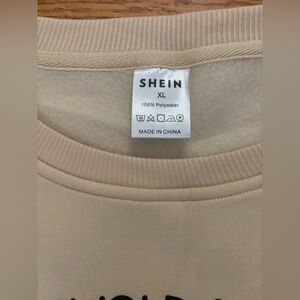 SHEIN
XL
100% Polyester
MADE IN CHINA